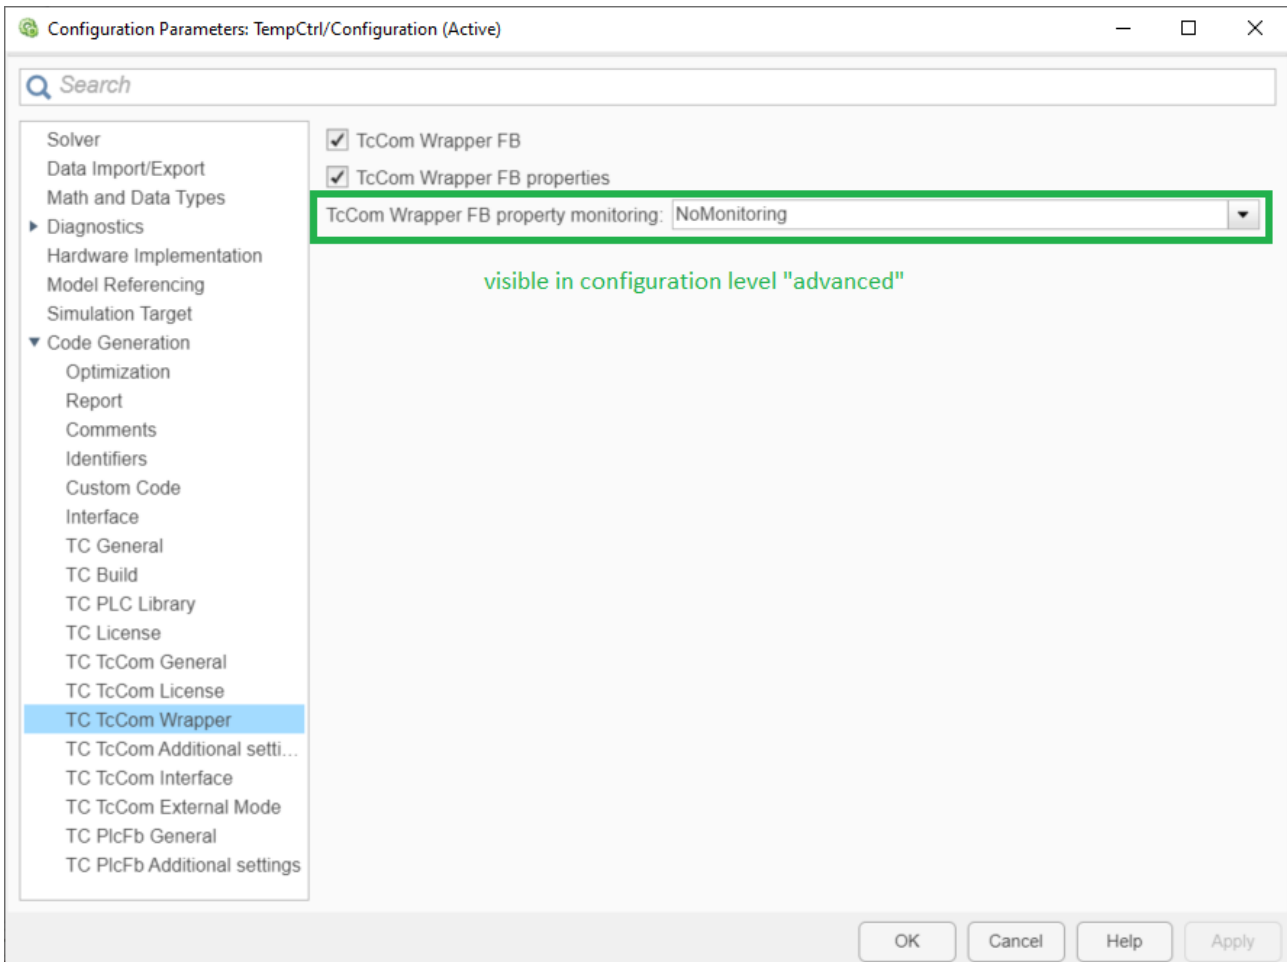 Configuration Parameters: TempCtrl/Configuration (Active)
Search
Solver
Data Import/Export
Math and Data Types
Diagnostics
Hardware Implementation
Model Referencing
Simulation Target
Code Generation
Optimization
Report
Comments
Identifiers
Custom Code
Interface
TC General
TC Build
TC PLC Library
TC License
TC TcCom General
TC TcCom License
TC TcCom Wrapper
TC TcCom Additional setti...
TC TcCom Interface
TC TcCom External Mode
TC PlcFb General
TC PlcFb Additional settings
TcCom Wrapper FB
TcCom Wrapper FB properties
TcCom Wrapper FB property monitoring: NoMonitoring
visible in configuration level "advanced"
OK Cancel Help Apply